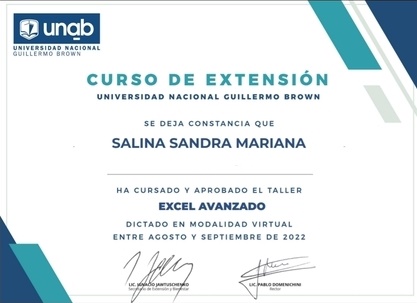 unab
UNIVERSIDAD NACIONAL
GUILLERMO BROWN
CURSO DE EXTENSIÓN
UNIVERSIDAD NACIONAL GUILLERMO BROWN
SE DEJA CONSTANCIA QUE
SALINA SANDRA MARIANA
HA CURSADO Y APROBADO EL TALLER
EXCEL AVANZADO
DICTADO EN MODALIDAD VIRTUAL
ENTRE AGOSTO Y SEPTIEMBRE DE 2022
LIC. IGNACIO JAWTUSCHENKO
Secretario de Extensión y Bienestar
LIC. PABLO DOMENICHINI
Rector